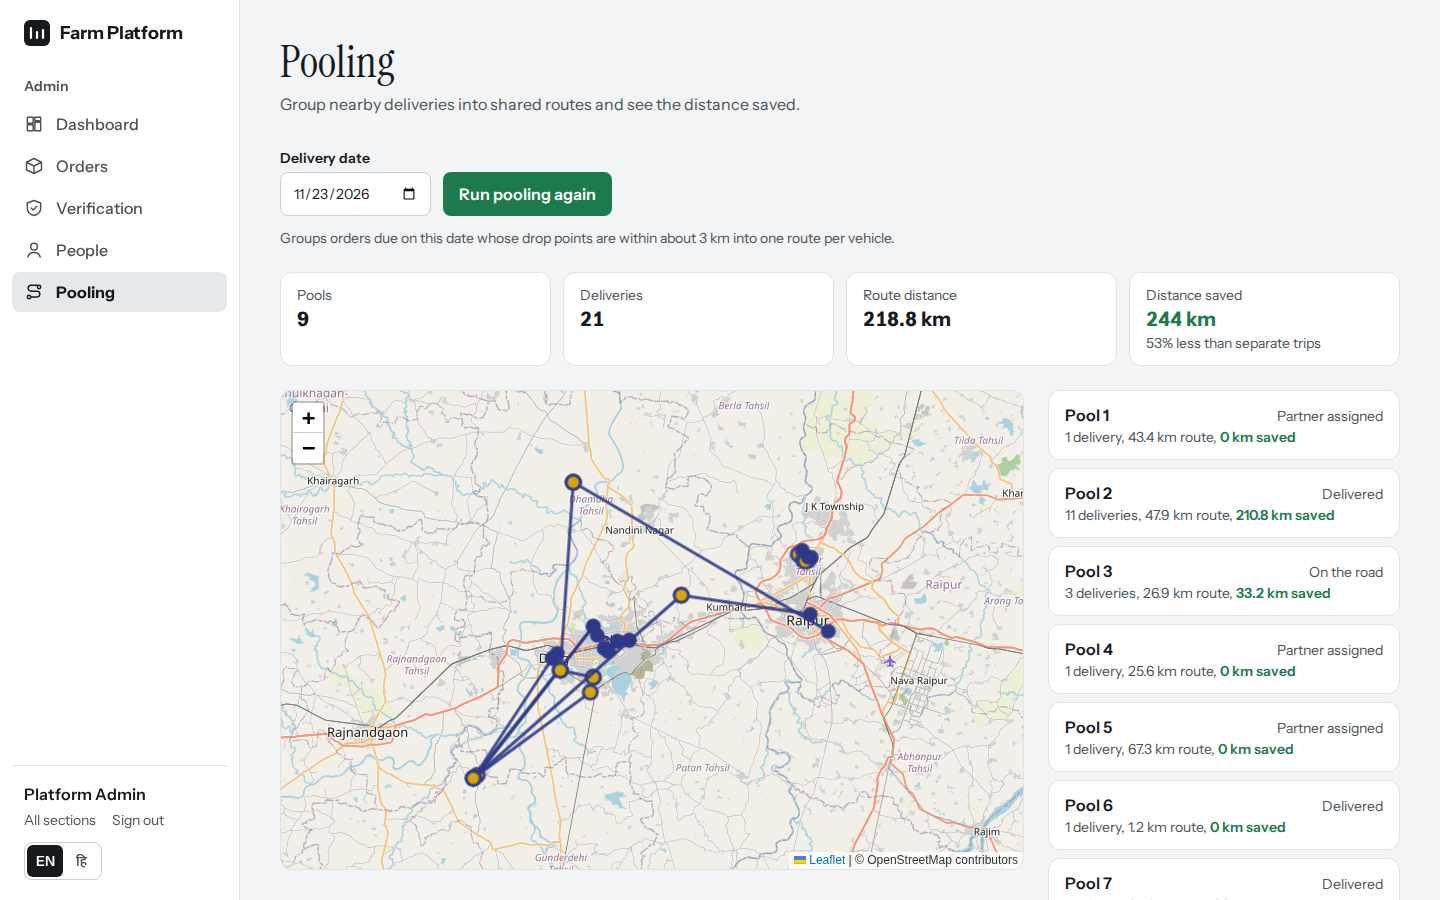 Farm Platform
Admin
Dashboard
Orders
Verification
People
Pooling
Platform Admin
All sections Sign out
EN हि
Pooling
Group nearby deliveries into shared routes and see the distance saved.
Delivery date
11/23/2026
Run pooling again
Groups orders due on this date whose drop points are within about 3 km into one route per vehicle.
Pools
9
Deliveries
21
Route distance
218.8 km
Distance saved
244 km
53% less than separate trips
+
−
Berla Tahsil
Tilda Tahsil
Khairagarh
Khairagarh
Tahsil
Dhamdha
Tahsil
Nandini Nagar
J K Township
Tahsil
Raipur
Kumhari
Raipur
Rajnandgaon
Tahsil
Nava Raipur
Rajnandgaon
Patan Tahsil
Abhanpur
Tahsil
Rajim
Gunderdehi
Leaflet | © OpenStreetMap contributors
Pool 1 Partner assigned
1 delivery, 43.4 km route, 0 km saved
Pool 2 Delivered
11 deliveries, 47.9 km route, 210.8 km saved
Pool 3 On the road
3 deliveries, 26.9 km route, 33.2 km saved
Pool 4 Partner assigned
1 delivery, 25.6 km route, 0 km saved
Pool 5 Partner assigned
1 delivery, 67.3 km route, 0 km saved
Pool 6 Delivered
1 delivery, 1.2 km route, 0 km saved
Pool 7 Delivered